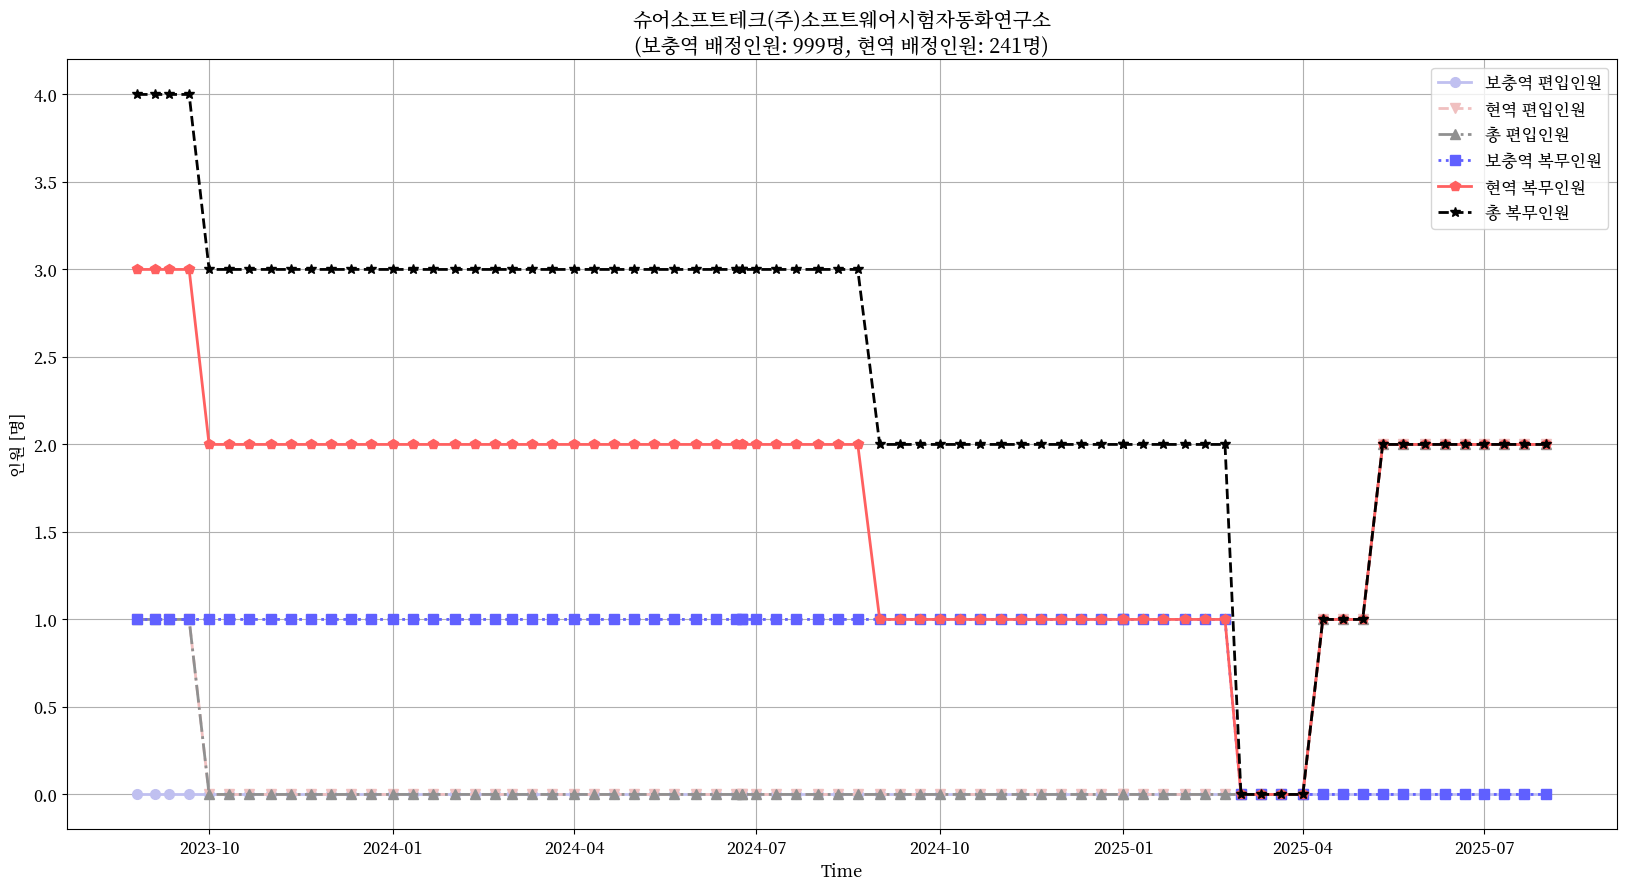 슈어소프트테크(주)소프트웨어시험자동화연구소
(보충역 배정인원: 999명, 현역 배정인원: 241명)
보충역 편입인원
현역 편입인원
총 편입인원
보충역 복무인원
현역 복무인원
총 복무인원
인원 [명]
4.0
3.5
3.0
2.5
2.0
1.5
1.0
0.5
0.0
2023-10
2024-01
2024-04
2024-07
2024-10
2025-01
2025-04
2025-07
Time